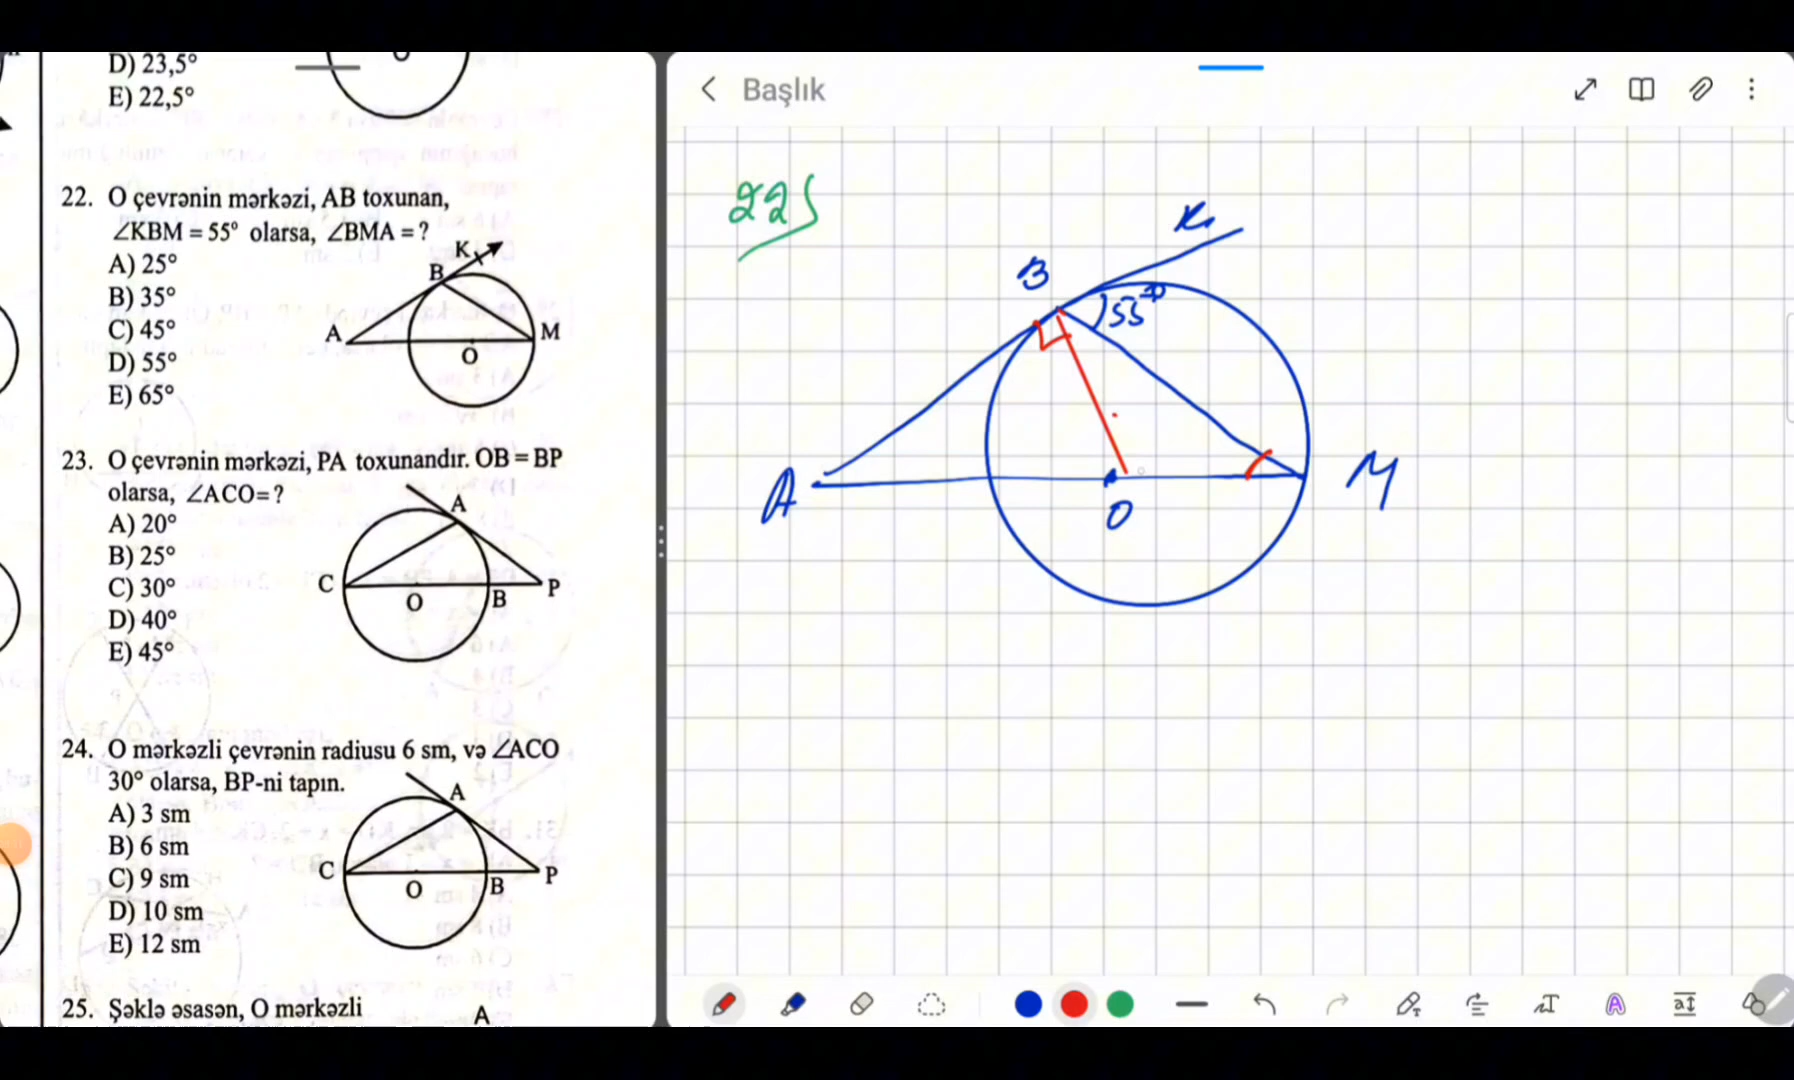 D) 23,5°
E) 22,5°
22. O çevrənin mərkəzi, AB toxunan,
∠KBM = 55° olarsa, ∠BMA = ?
A) 25°
B) 35°
C) 45°
D) 55°
E) 65°
K
B
A
M
O
23. O çevrənin mərkəzi, PA toxunandır. OB = BP
olarsa, ∠ACO= ?
A) 20°
B) 25°
C) 30°
D) 40°
E) 45°
A
C
O
B
P
24. O mərkəzli çevrənin radiusu 6 sm, və ∠ACO
30° olarsa, BP-ni tapın.
A) 3 sm
B) 6 sm
C) 9 sm
D) 10 sm
E) 12 sm
A
C
O
B
P
25. Şəklə əsasən, O mərkəzli
A
Başlık
22
K
B
55°
A
O
M